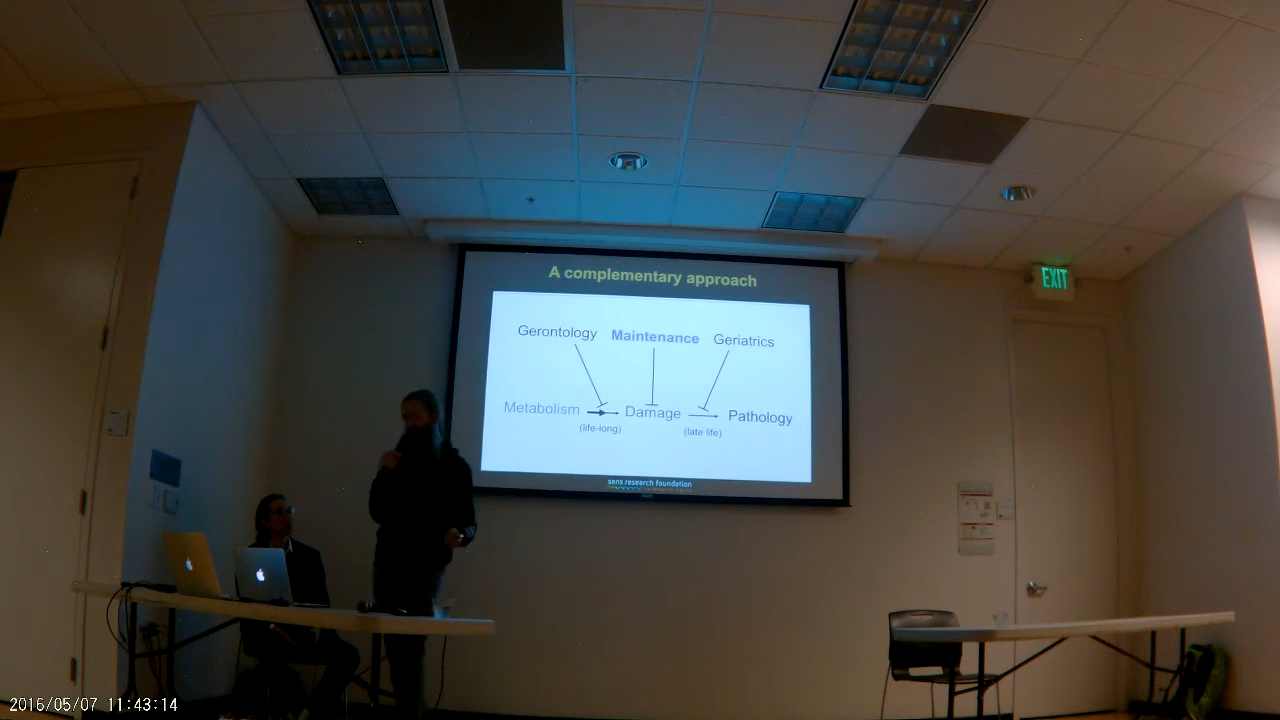 A complementary approach
Gerontology Maintenance Geriatrics
Metabolism Damage Pathology
(life-long) (late life)
sens research foundation
EXIT
2016/05/07 11:43:14